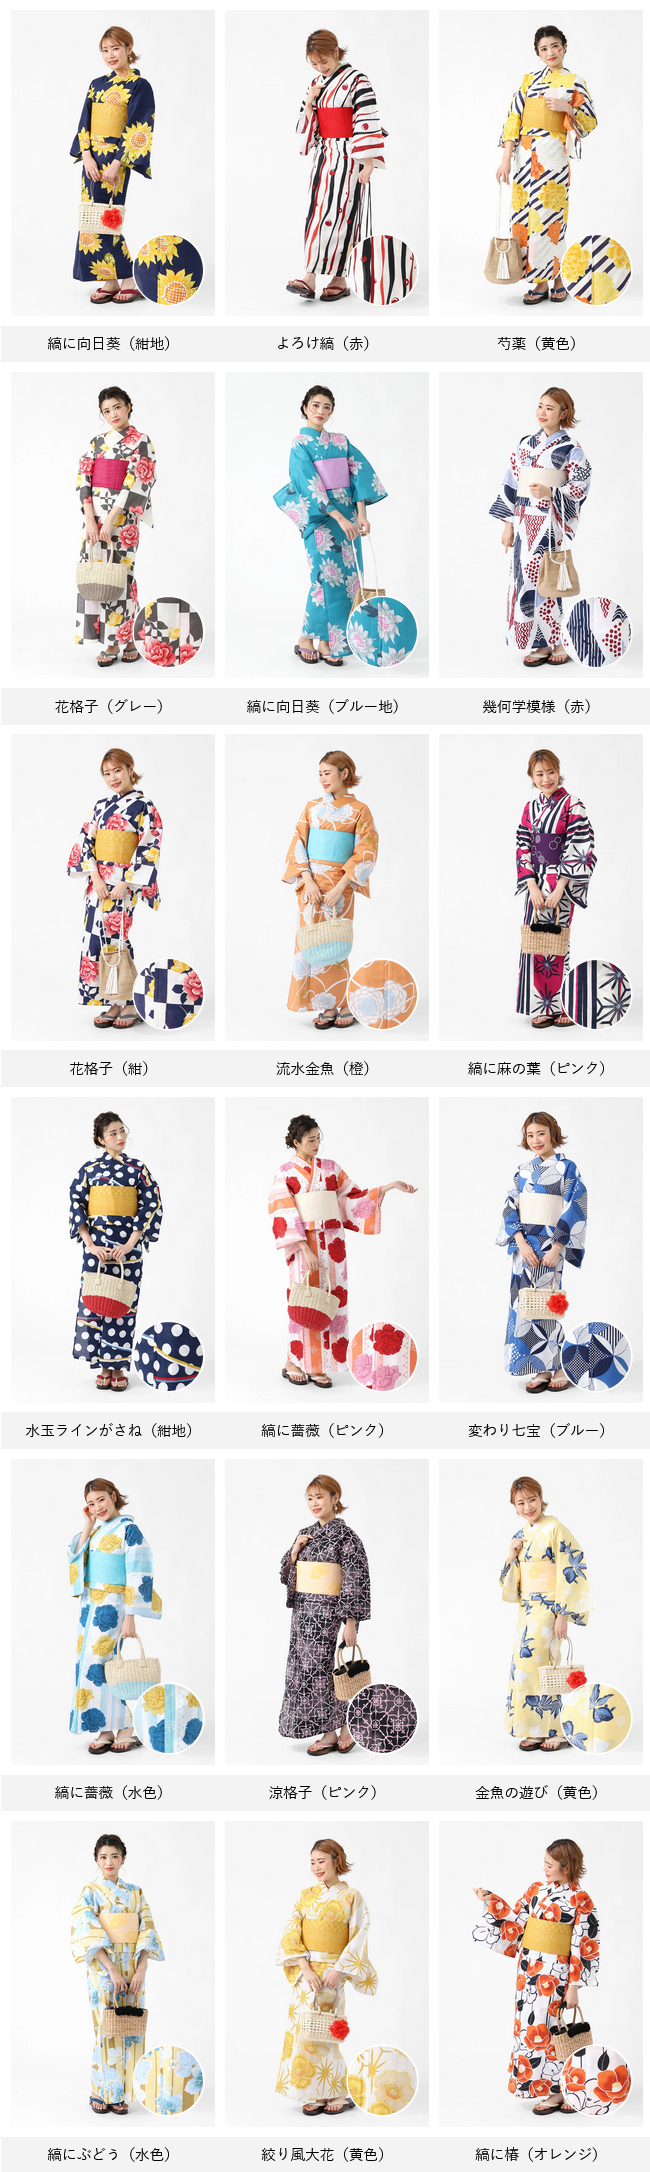 縞に向日葵（紺地）
よろけ縞（赤）
芍薬（黄色）
花格子（グレー）
縞に向日葵（ブルー地）
幾何学模様（赤）
花格子（紺）
流水金魚（橙）
縞に麻の葉（ピンク）
水玉ラインがさね（紺地）
縞に薔薇（ピンク）
変わり七宝（ブルー）
縞に薔薇（水色）
涼格子（ピンク）
金魚の遊び（黄色）
縞にぶどう（水色）
絞り風大花（黄色）
縞に椿（オレンジ）